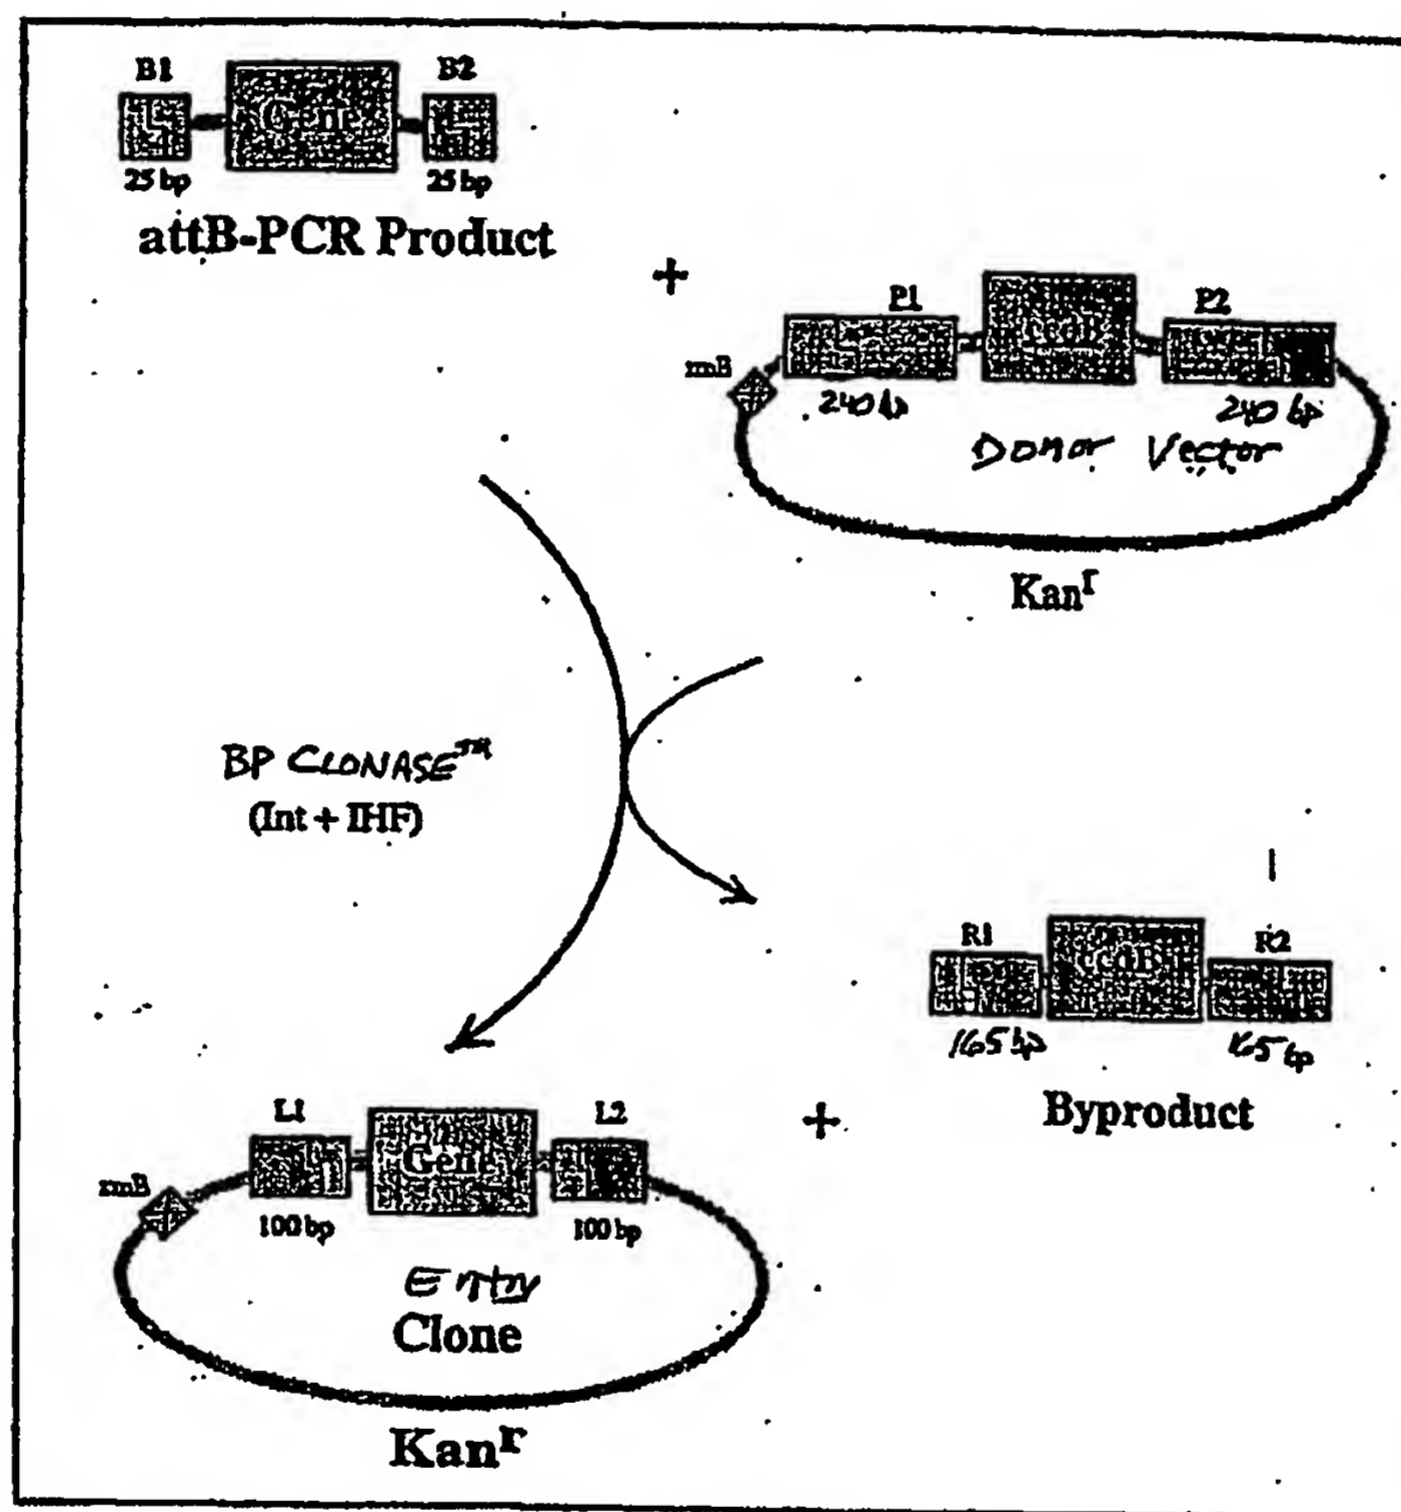 B1 B2
Gene
25 bp 25 bp
attB-PCR Product
+
P1 P2
ccdB
rrnB
240 bp 240 bp
Donor Vector
Kanʳ
BP CLONASE™
(Int + IHF)
R1 R2
ccdB
165 bp 165 bp
Byproduct
+
L1 L2
Gene
rrnB
100 bp 100 bp
Entry
Clone
Kanʳ